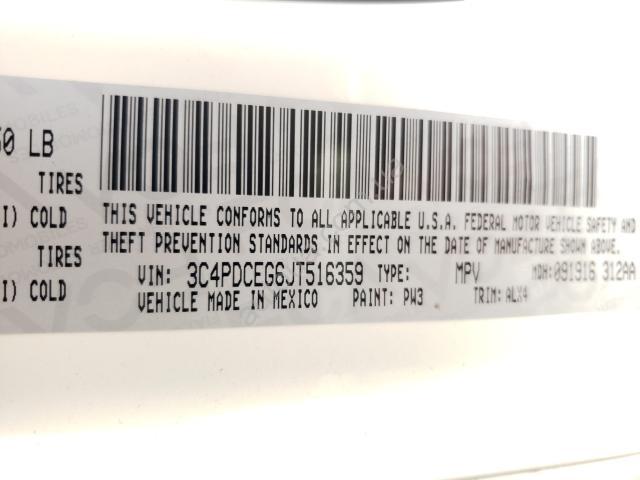 50 LB
TIRES
I) COLD
TIRES
I) COLD
THIS VEHICLE CONFORMS TO ALL APPLICABLE U.S.A. FEDERAL MOTOR VEHICLE SAFETY AND
THEFT PREVENTION STANDARDS IN EFFECT ON THE DATE OF MANUFACTURE SHOWN ABOVE.
VIN: 3C4PDCEG6JT516359 TYPE: MPV MDH: 091916 312AA
VEHICLE MADE IN MEXICO PAINT: PW3 TRIM: ALX4